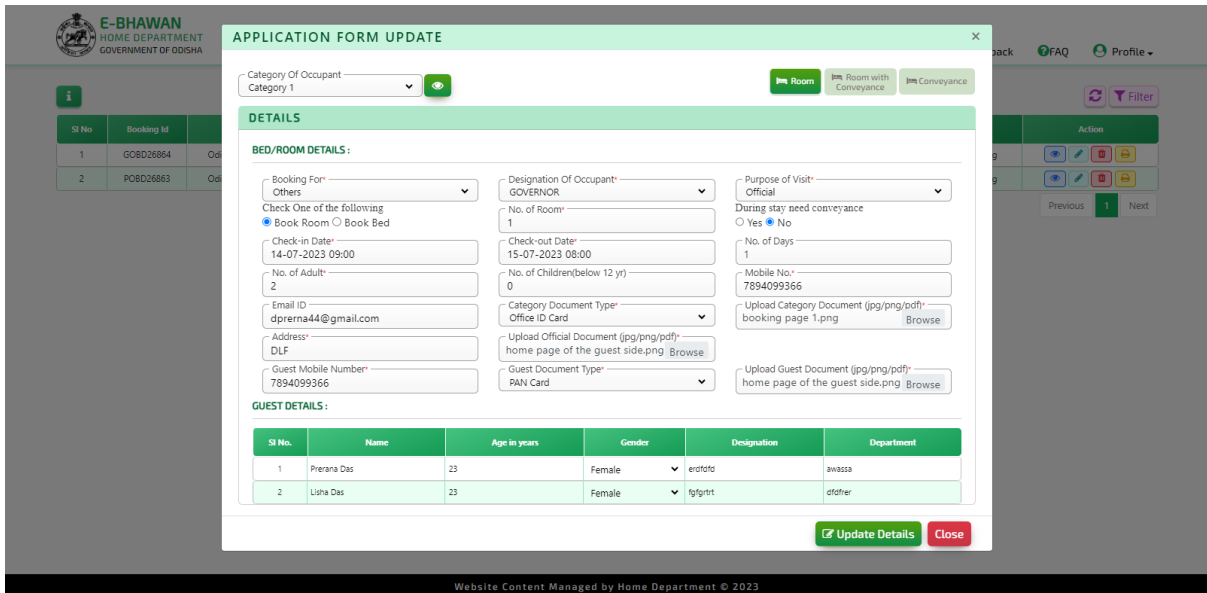 E-BHAWAN
HOME DEPARTMENT
GOVERNMENT OF ODISHA
back FAQ Profile
APPLICATION FORM UPDATE ×
Category Of Occupant
Category 1
Room Room with Conveyance Conveyance
i
Filter
Sl No Booking Id Action
1 GOBD26864 Odi g
2 POBD26863 Odi g
Previous 1 Next
DETAILS
BED/ROOM DETAILS :
Booking For* Designation Of Occupant* Purpose of Visit*
Others GOVERNOR Official
Check One of the following No. of Room* During stay need conveyance
Book Room Book Bed 1 Yes No
Check-in Date* Check-out Date* No. of Days
14-07-2023 09:00 15-07-2023 08:00 1
No. of Adult* No. of Children(below 12 yr) Mobile No.*
2 0 7894099366
Email ID Category Document Type* Upload Category Document (jpg/png/pdf)*
dprerna44@gmail.com Office ID Card booking page 1.png Browse
Address* Upload Official Document (jpg/png/pdf)*
DLF home page of the guest side.png Browse
Guest Mobile Number* Guest Document Type* Upload Guest Document (jpg/png/pdf)*
7894099366 PAN Card home page of the guest side.png Browse
GUEST DETAILS :
Sl No. Name Age in years Gender Designation Department
1 Prerana Das 23 Female erdfdfd awassa
2 Lisha Das 23 Female fgfgrtrt dfdfrer
Update Details Close
Website Content Managed by Home Department © 2023